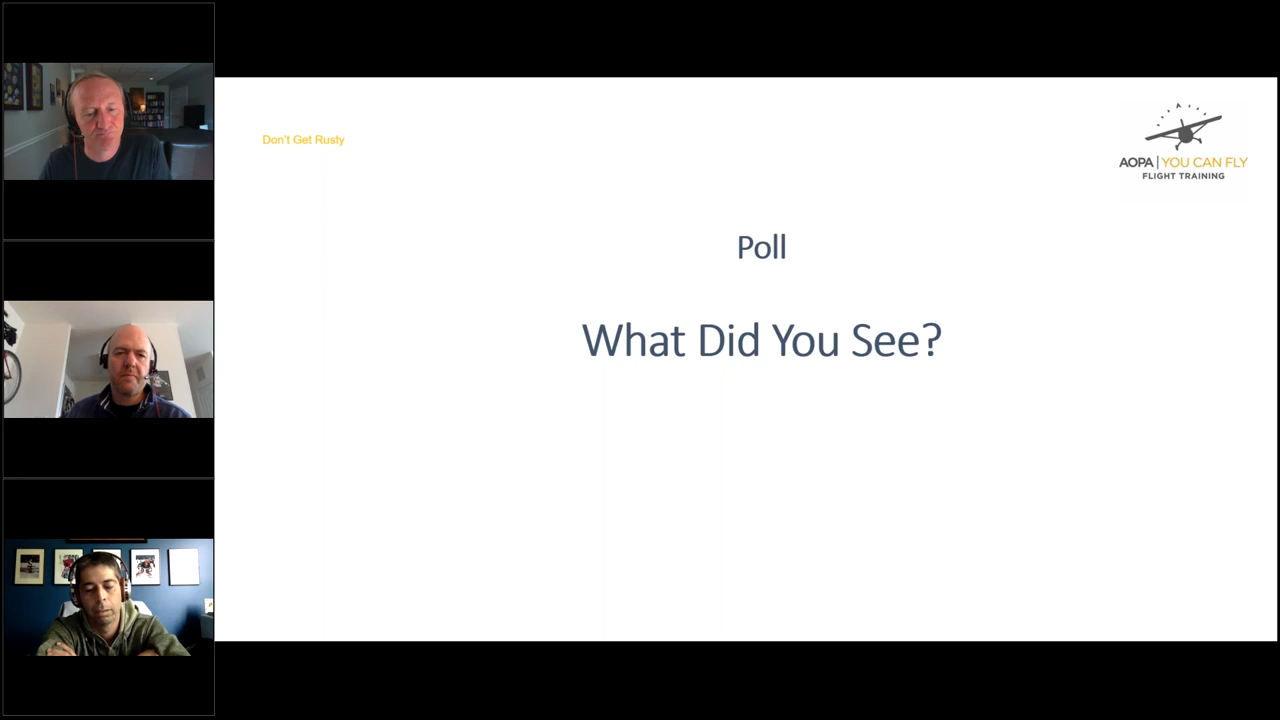 Don't Get Rusty
AOPA | YOU CAN FLY
FLIGHT TRAINING
Poll
What Did You See?